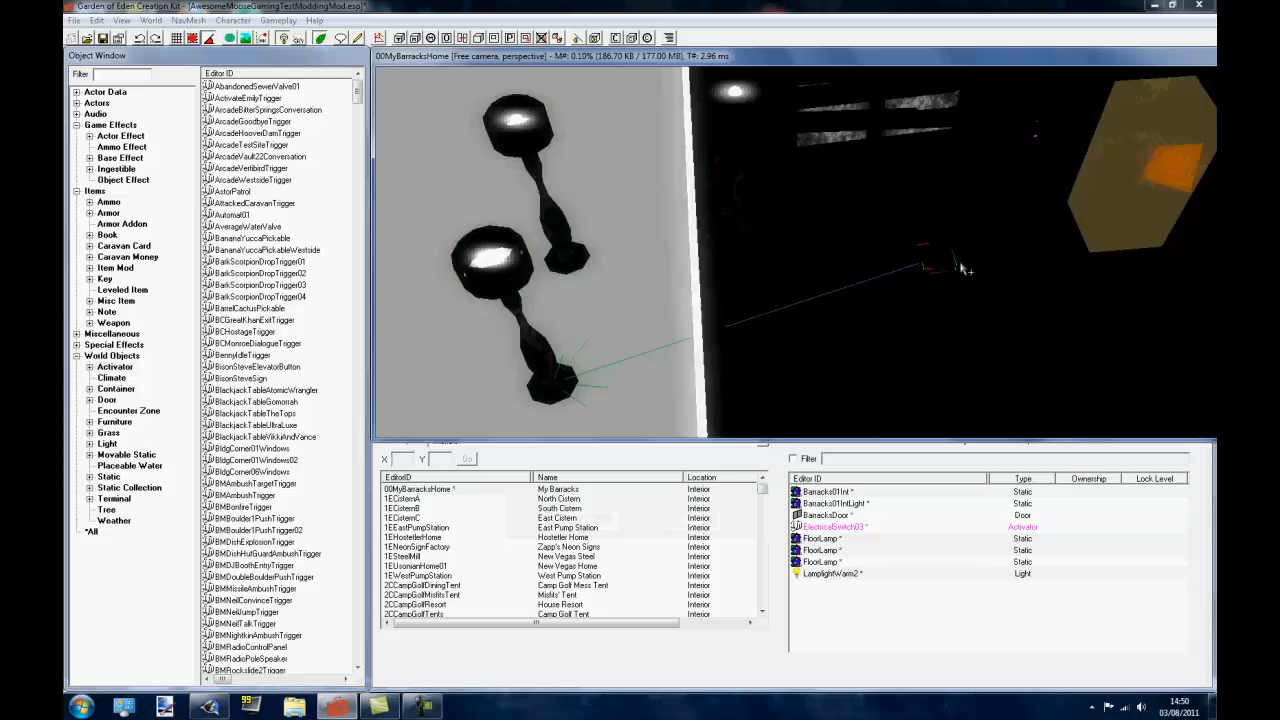 Garden of Eden Creation Kit - [AwesomeMooseGamingTestModdingMod.esp]*
File Edit View World NavMesh Character Gameplay Help
Object Window
00MyBarracksHome [Free camera, perspective] - M#: 0.10% (186.70 KB / 177.00 MB), T#: 2.96 ms
Filter
Editor ID
Actor Data
Actors
Audio
Game Effects
Actor Effect
Ammo Effect
Base Effect
Ingestible
Object Effect
Items
Ammo
Armor
Armor Addon
Book
Caravan Card
Caravan Money
Item Mod
Key
Leveled Item
Misc Item
Note
Weapon
Miscellaneous
Special Effects
World Objects
Activator
Climate
Container
Door
Encounter Zone
Furniture
Grass
Light
Movable Static
Placeable Water
Static
Static Collection
Terminal
Tree
Weather
*All
AbandonedSewerValve01
ActivateEmilyTrigger
ArcadeBitterSpringsConversation
ArcadeGoodbyeTrigger
ArcadeHooverDamTrigger
ArcadeTestSiteTrigger
ArcadeVault22Conversation
ArcadeVertibirdTrigger
ArcadeWestsideTrigger
AstorPatrol
AttackedCaravanTrigger
Automat01
AverageWaterValve
BananaYuccaPickable
BananaYuccaPickableWestside
BarkScorpionDropTrigger01
BarkScorpionDropTrigger02
BarkScorpionDropTrigger03
BarkScorpionDropTrigger04
BarrelCactusPickable
BCGreatKhanExitTrigger
BCHostageTrigger
BCMonroeDialogueTrigger
BennyIdleTrigger
BisonSteveElevatorButton
BisonSteveSign
BlackjackTableAtomicWrangler
BlackjackTableGomorrah
BlackjackTableTheTops
BlackjackTableUltraLuxe
BlackjackTableVikkiAndVance
BldgCorner01Windows
BldgCorner01Windows02
BldgCorner06Windows
BMAmbushTargetTrigger
BMAmbushTrigger
BMBonfireTrigger
BMBoulder1PushTrigger
BMBoulder1PushTrigger02
BMDishExplosionTrigger
BMDishHutGuardAmbushTrigger
BMDJBoothEntryTrigger
BMDoubleBoulderPushTrigger
BMMissileAmbushTrigger
BMNeilConvinceTrigger
BMNeilJumpTrigger
BMNeilTalkTrigger
BMNightkinAmbushTrigger
BMRadioControlPanel
BMRadioPoleSpeaker
BMRockslide2Trigger
X Y Go
EditorID Name Location
00MyBarracksHome * My Barracks Interior
1ECisternA North Cistern Interior
1ECisternB South Cistern Interior
1ECisternC East Cistern Interior
1EEastPumpStation East Pump Station Interior
1EHostelerHome Hosteller Home Interior
1ENeonSignFactory Zapp's Neon Signs Interior
1ESteelMill New Vegas Steel Interior
1EUsonianHome01 New Vegas Home Interior
1EWestPumpStation West Pump Station Interior
2CCampGolfDiningTent Camp Golf Mess Tent Interior
2CCampGolfMisfitsTent Misfits' Tent Interior
2CCampGolfResort House Resort Interior
2CCampGolfTents Camp Golf Tent Interior
Filter
Editor ID Type Ownership Lock Level
Barracks01Int * Static
Barracks01IntLight * Static
BarracksDoor * Door
ElectricalSwitch03 * Activator
FloorLamp * Static
FloorLamp * Static
FloorLamp * Static
LamplightWarm2 * Light
99
14:50
03/08/2011